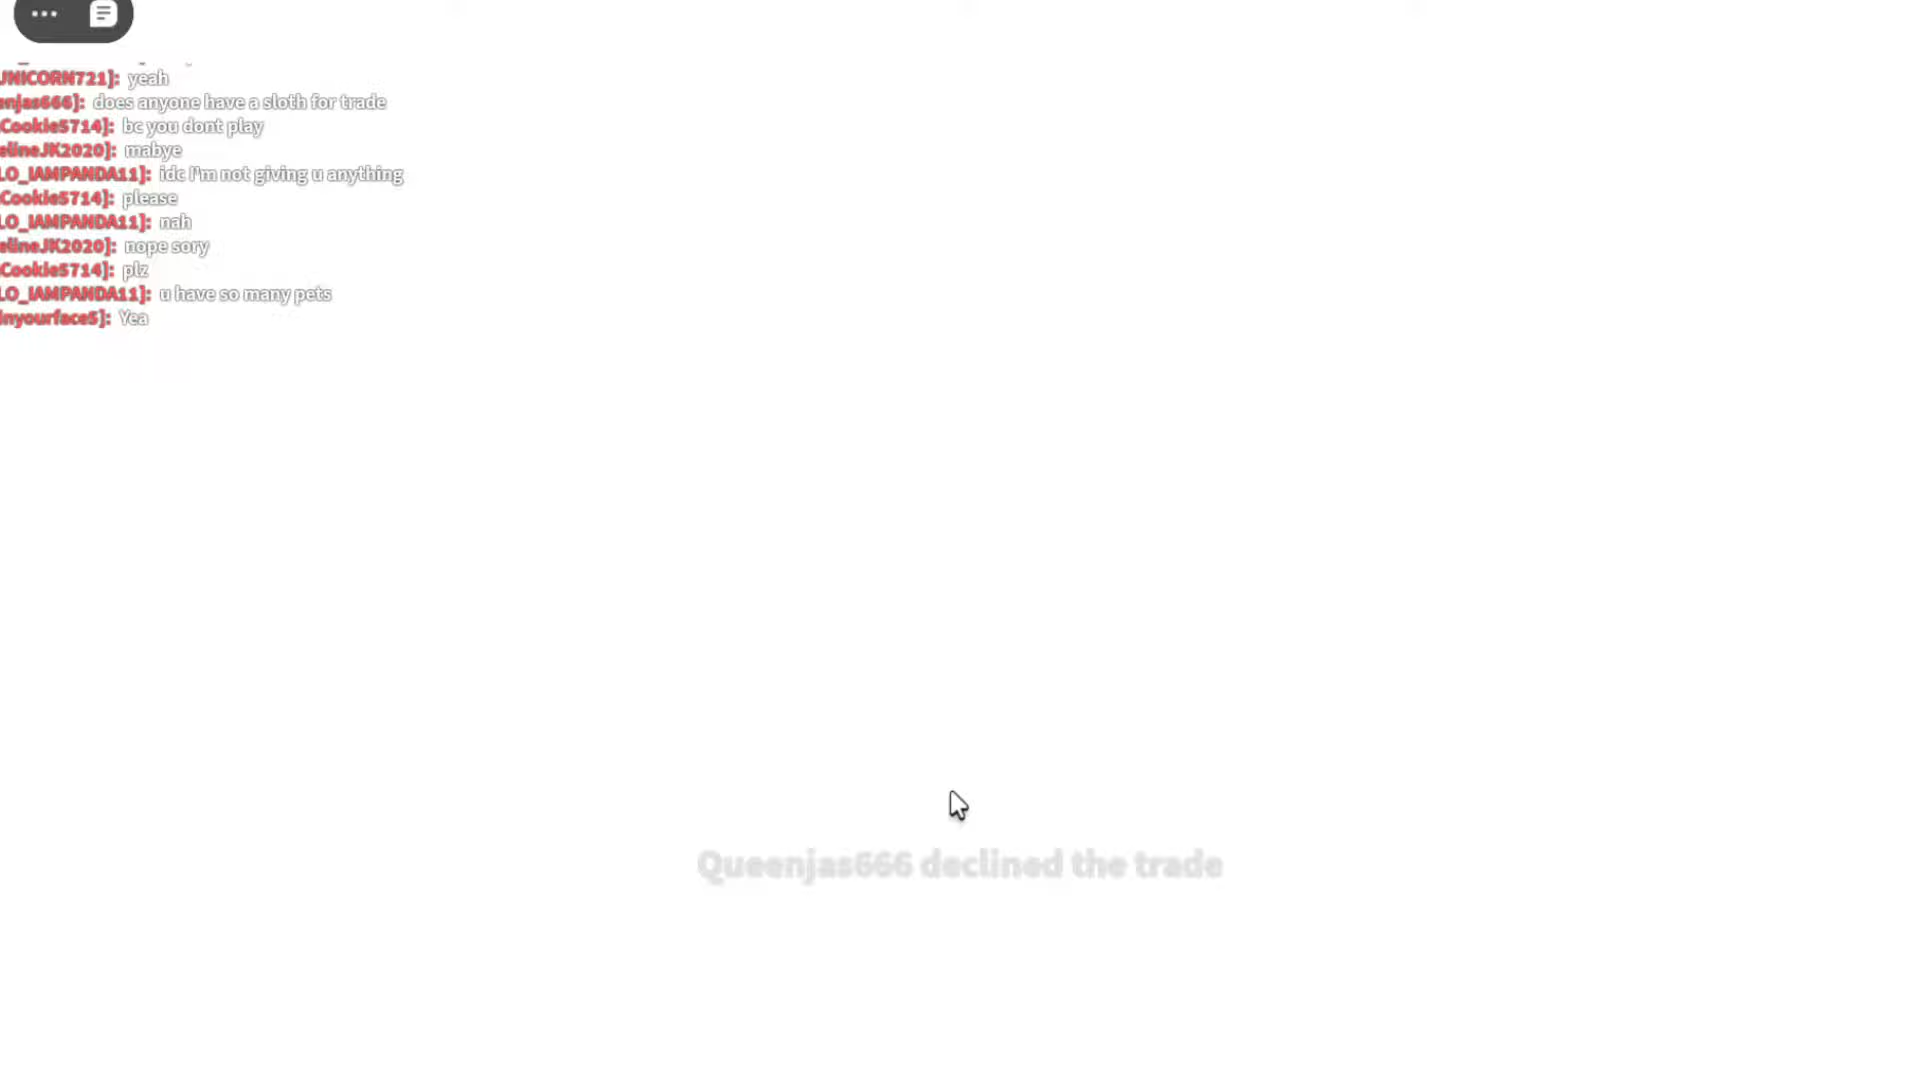 UNICORN721]: yeah
enjas666]: does anyone have a sloth for trade
Cookie5714]: bc you dont play
elineJK2020]: mabye
LO_IAMPANDA11]: idc I'm not giving u anything
Cookie5714]: please
LO_IAMPANDA11]: nah
elineJK2020]: nope sory
Cookie5714]: plz
LO_IAMPANDA11]: u have so many pets
inyourface5]: Yea
Queenjas666 declined the trade